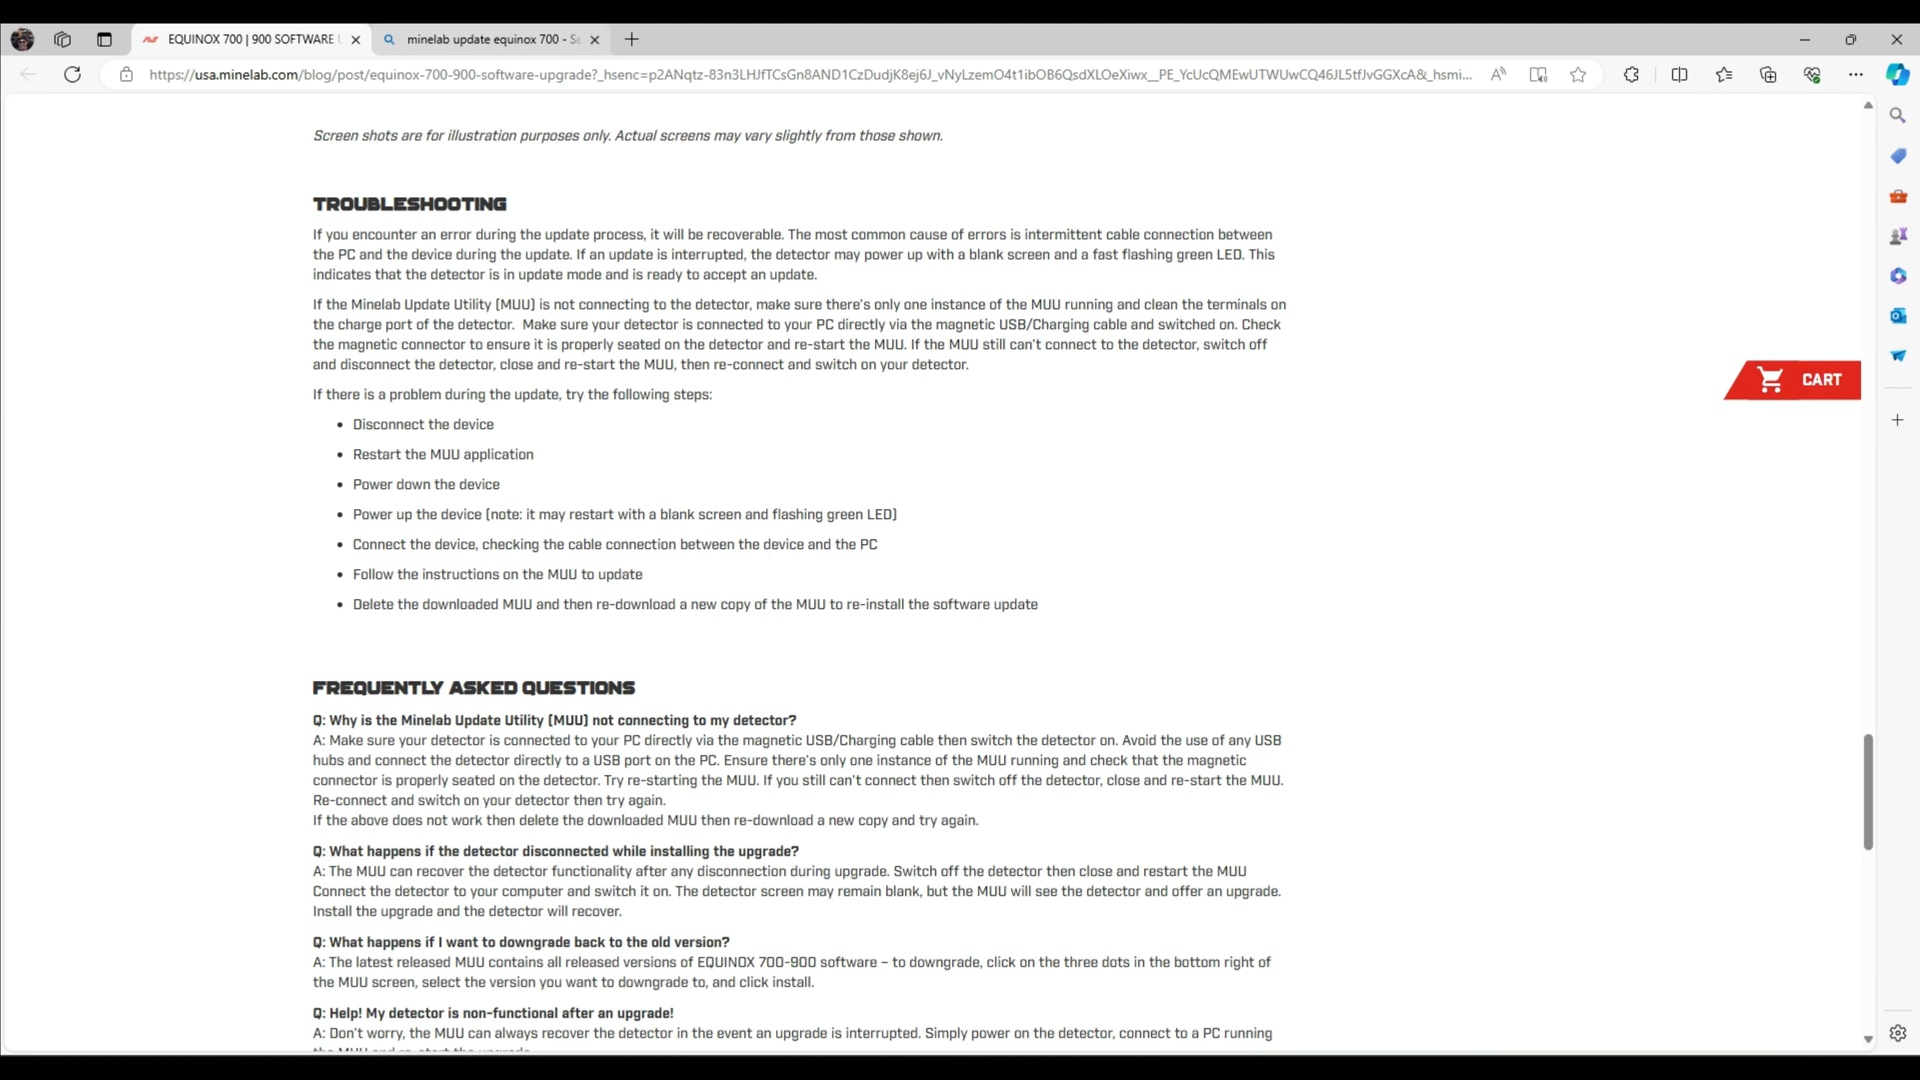 EQUINOX 700 | 900 SOFTWARE
minelab update equinox 700 - Se
https://usa.minelab.com/blog/post/equinox-700-900-software-upgrade?_hsenc=p2ANqtz-83n3LHJfTCsGn8AND1CzDudjK8ej6J_vNyLzemO4t1ibOB6QsdXLOeXiwx__PE_YcUcQMEwUTWUwCQ46JL5tfJvGGXcA&_hsmi...
Screen shots are for illustration purposes only. Actual screens may vary slightly from those shown.
TROUBLESHOOTING
If you encounter an error during the update process, it will be recoverable. The most common cause of errors is intermittent cable connection between
the PC and the device during the update. If an update is interrupted, the detector may power up with a blank screen and a fast flashing green LED. This
indicates that the detector is in update mode and is ready to accept an update.
If the Minelab Update Utility (MUU) is not connecting to the detector, make sure there's only one instance of the MUU running and clean the terminals on
the charge port of the detector. Make sure your detector is connected to your PC directly via the magnetic USB/Charging cable and switched on. Check
the magnetic connector to ensure it is properly seated on the detector and re-start the MUU. If the MUU still can't connect to the detector, switch off
and disconnect the detector, close and re-start the MUU, then re-connect and switch on your detector.
CART
If there is a problem during the update, try the following steps:
• Disconnect the device
• Restart the MUU application
• Power down the device
• Power up the device (note: it may restart with a blank screen and flashing green LED)
• Connect the device, checking the cable connection between the device and the PC
• Follow the instructions on the MUU to update
• Delete the downloaded MUU and then re-download a new copy of the MUU to re-install the software update
FREQUENTLY ASKED QUESTIONS
Q: Why is the Minelab Update Utility (MUU) not connecting to my detector?
A: Make sure your detector is connected to your PC directly via the magnetic USB/Charging cable then switch the detector on. Avoid the use of any USB
hubs and connect the detector directly to a USB port on the PC. Ensure there's only one instance of the MUU running and check that the magnetic
connector is properly seated on the detector. Try re-starting the MUU. If you still can't connect then switch off the detector, close and re-start the MUU.
Re-connect and switch on your detector then try again.
If the above does not work then delete the downloaded MUU then re-download a new copy and try again.
Q: What happens if the detector disconnected while installing the upgrade?
A: The MUU can recover the detector functionality after any disconnection during upgrade. Switch off the detector then close and restart the MUU
Connect the detector to your computer and switch it on. The detector screen may remain blank, but the MUU will see the detector and offer an upgrade.
Install the upgrade and the detector will recover.
Q: What happens if I want to downgrade back to the old version?
A: The latest released MUU contains all released versions of EQUINOX 700-900 software – to downgrade, click on the three dots in the bottom right of
the MUU screen, select the version you want to downgrade to, and click install.
Q: Help! My detector is non-functional after an upgrade!
A: Don't worry, the MUU can always recover the detector in the event an upgrade is interrupted. Simply power on the detector, connect to a PC running